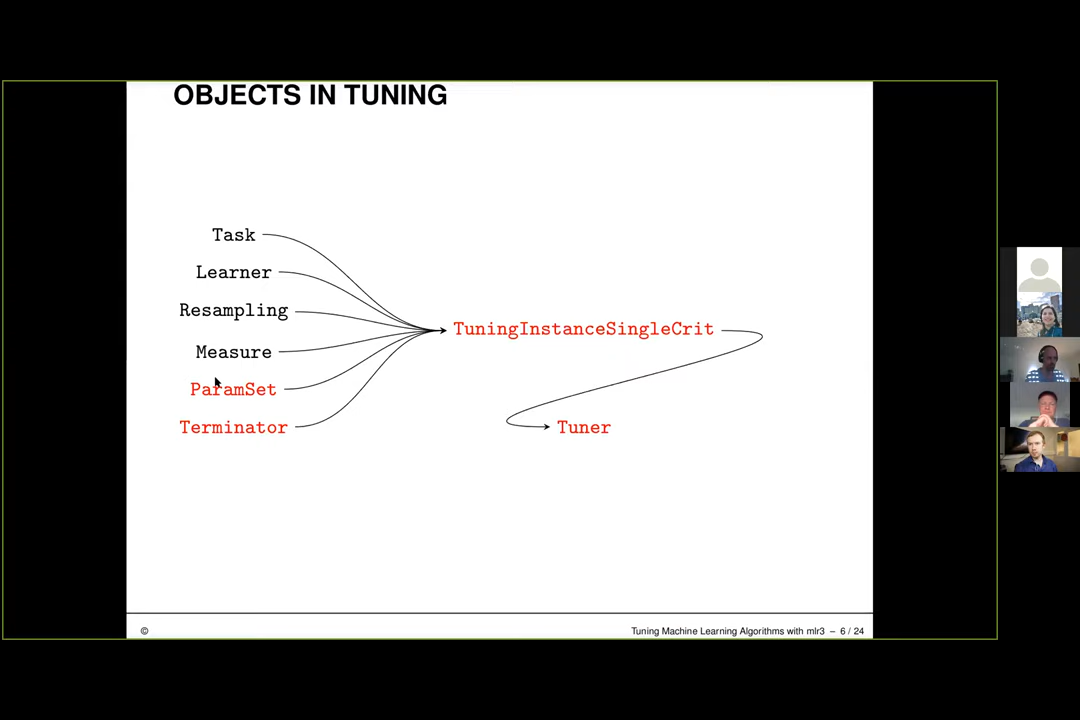 OBJECTS IN TUNING
Task
Learner
Resampling
Measure
ParamSet
Terminator
TuningInstanceSingleCrit
Tuner
© Tuning Machine Learning Algorithms with mlr3 – 6 / 24